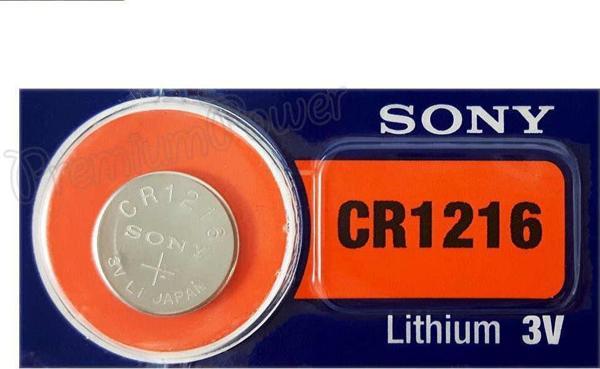 SONY
CR1216
Lithium 3V
CR1216
SONY
+
3V LI JAPAN
PremiumPower